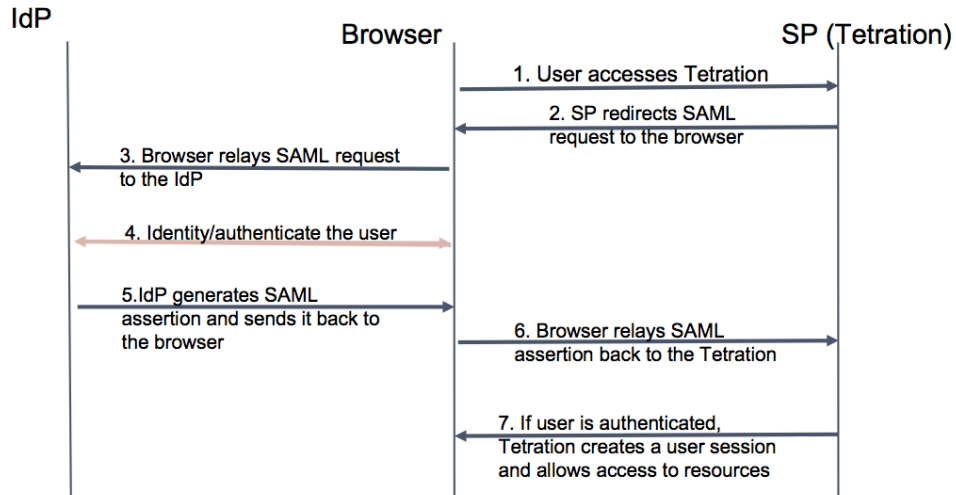 IdP
Browser
SP (Tetration)
1. User accesses Tetration
2. SP redirects SAML
request to the browser
3. Browser relays SAML request
to the IdP
4. Identity/authenticate the user
5.IdP generates SAML
assertion and sends it back to
the browser
6. Browser relays SAML
assertion back to the Tetration
7. If user is authenticated,
Tetration creates a user session
and allows access to resources